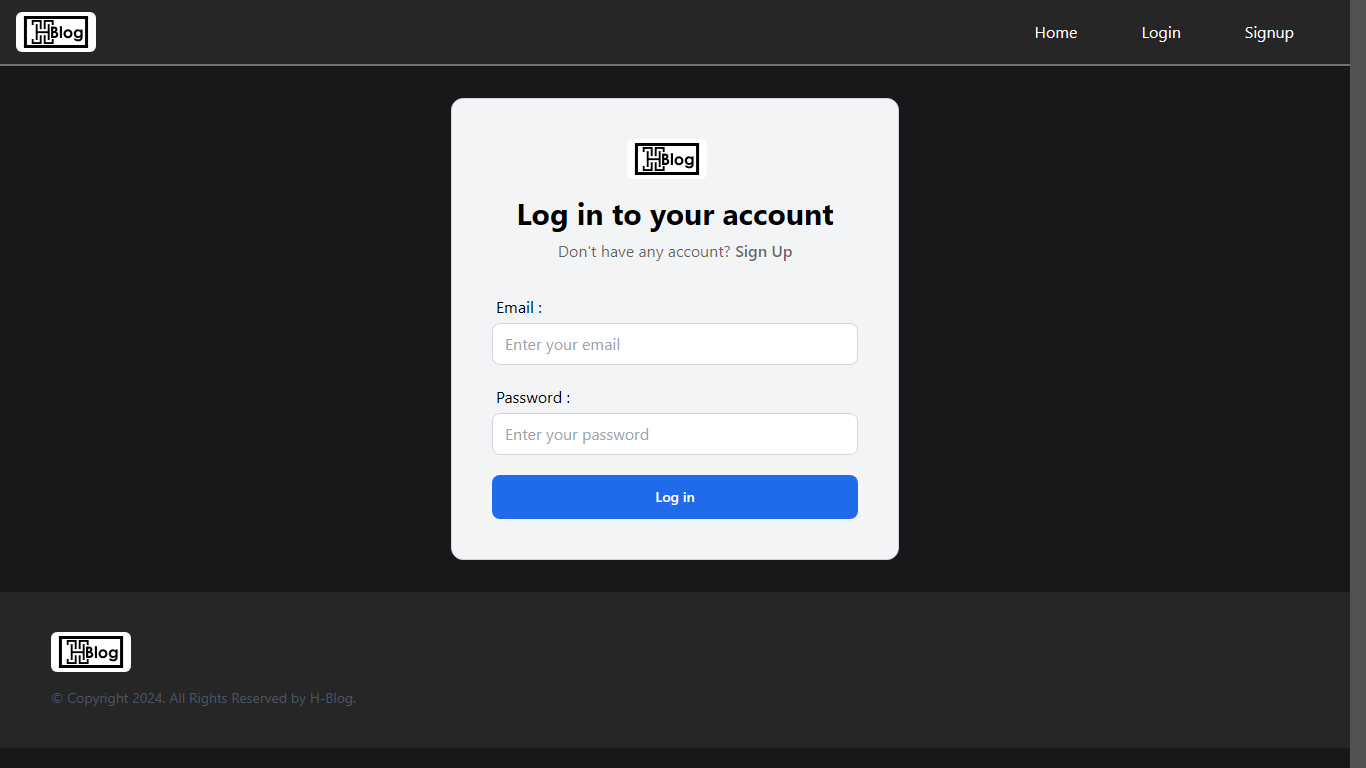 HBlog
Home
Login
Signup
HBlog
Log in to your account
Don't have any account? Sign Up
Email :
Enter your email
Password :
Enter your password
Log in
HBlog
© Copyright 2024. All Rights Reserved by H-Blog.